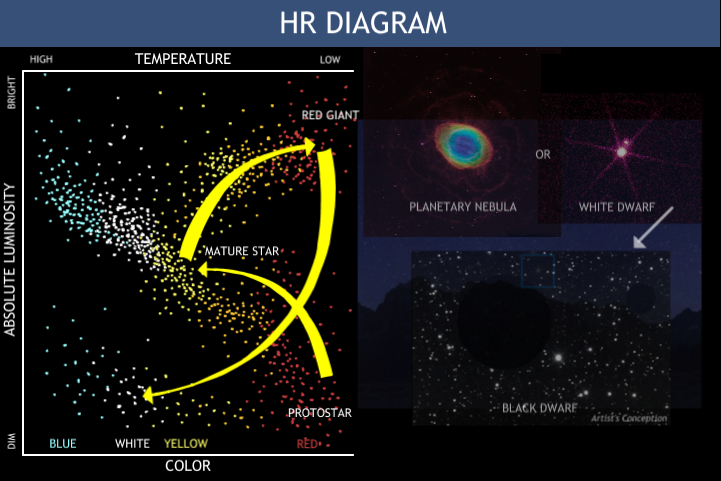 HR DIAGRAM
HIGH
TEMPERATURE
LOW
BRIGHT
ABSOLUTE LUMINOSITY
DIM
RED GIANT
MATURE STAR
PROTOSTAR
BLUE
WHITE
YELLOW
RED
COLOR
OR
PLANETARY NEBULA
WHITE DWARF
BLACK DWARF
Artist's Conception